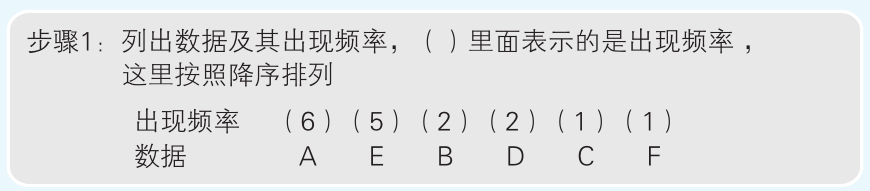 步骤1：列出数据及其出现频率，（ ）里面表示的是出现频率，
这里按照降序排列
出现频率 （6）（5）（2）（2）（1）（1）
数据 A E B D C F